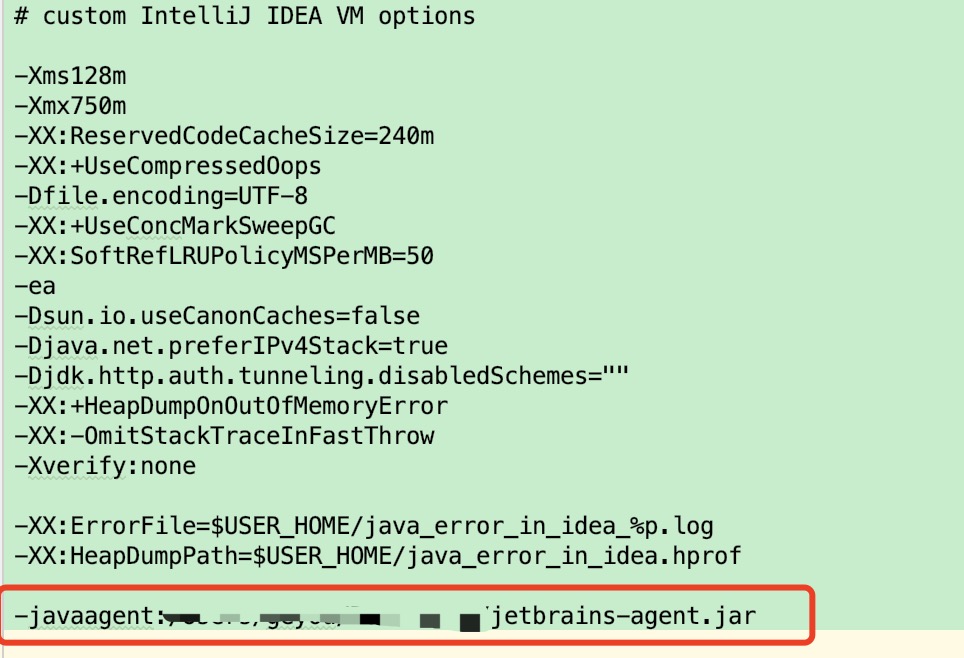 # custom IntelliJ IDEA VM options
-Xms128m
-Xmx750m
-XX:ReservedCodeCacheSize=240m
-XX:+UseCompressedOops
-Dfile.encoding=UTF-8
-XX:+UseConcMarkSweepGC
-XX:SoftRefLRUPolicyMSPerMB=50
-ea
-Dsun.io.useCanonCaches=false
-Djava.net.preferIPv4Stack=true
-Djdk.http.auth.tunneling.disabledSchemes=""
-XX:+HeapDumpOnOutOfMemoryError
-XX:-OmitStackTraceInFastThrow
-Xverify:none
-XX:ErrorFile=$USER_HOME/java_error_in_idea_%p.log
-XX:HeapDumpPath=$USER_HOME/java_error_in_idea.hprof
-javaagent: /jetbrains-agent.jar